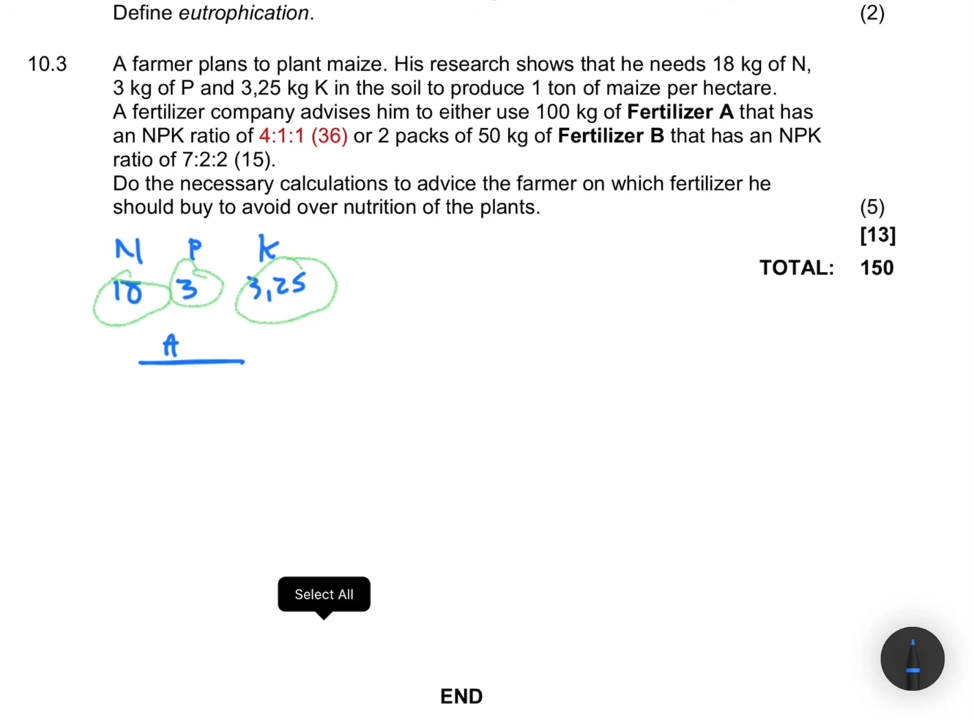 Define eutrophication. (2)
10.3 A farmer plans to plant maize. His research shows that he needs 18 kg of N,
3 kg of P and 3,25 kg K in the soil to produce 1 ton of maize per hectare.
A fertilizer company advises him to either use 100 kg of Fertilizer A that has
an NPK ratio of 4:1:1 (36) or 2 packs of 50 kg of Fertilizer B that has an NPK
ratio of 7:2:2 (15).
Do the necessary calculations to advice the farmer on which fertilizer he
should buy to avoid over nutrition of the plants. (5)
[13]
TOTAL: 150
N P K
18 3 3,25
A
Select All
END